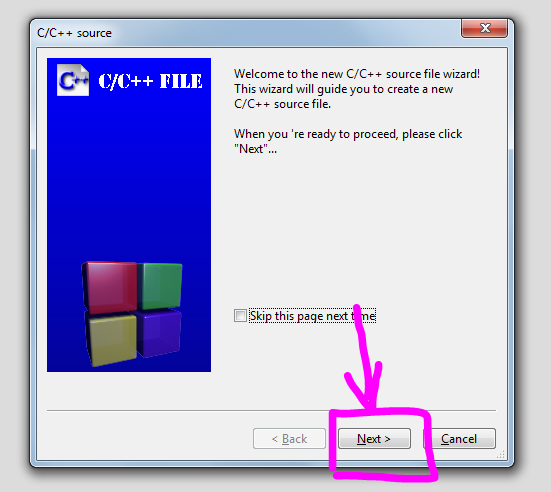 C/C++ source
C++
C/C++ FILE
Welcome to the new C/C++ source file wizard!
This wizard will guide you to create a new
C/C++ source file.
When you 're ready to proceed, please click
"Next"...
Skip this page next time
< Back
Next >
Cancel